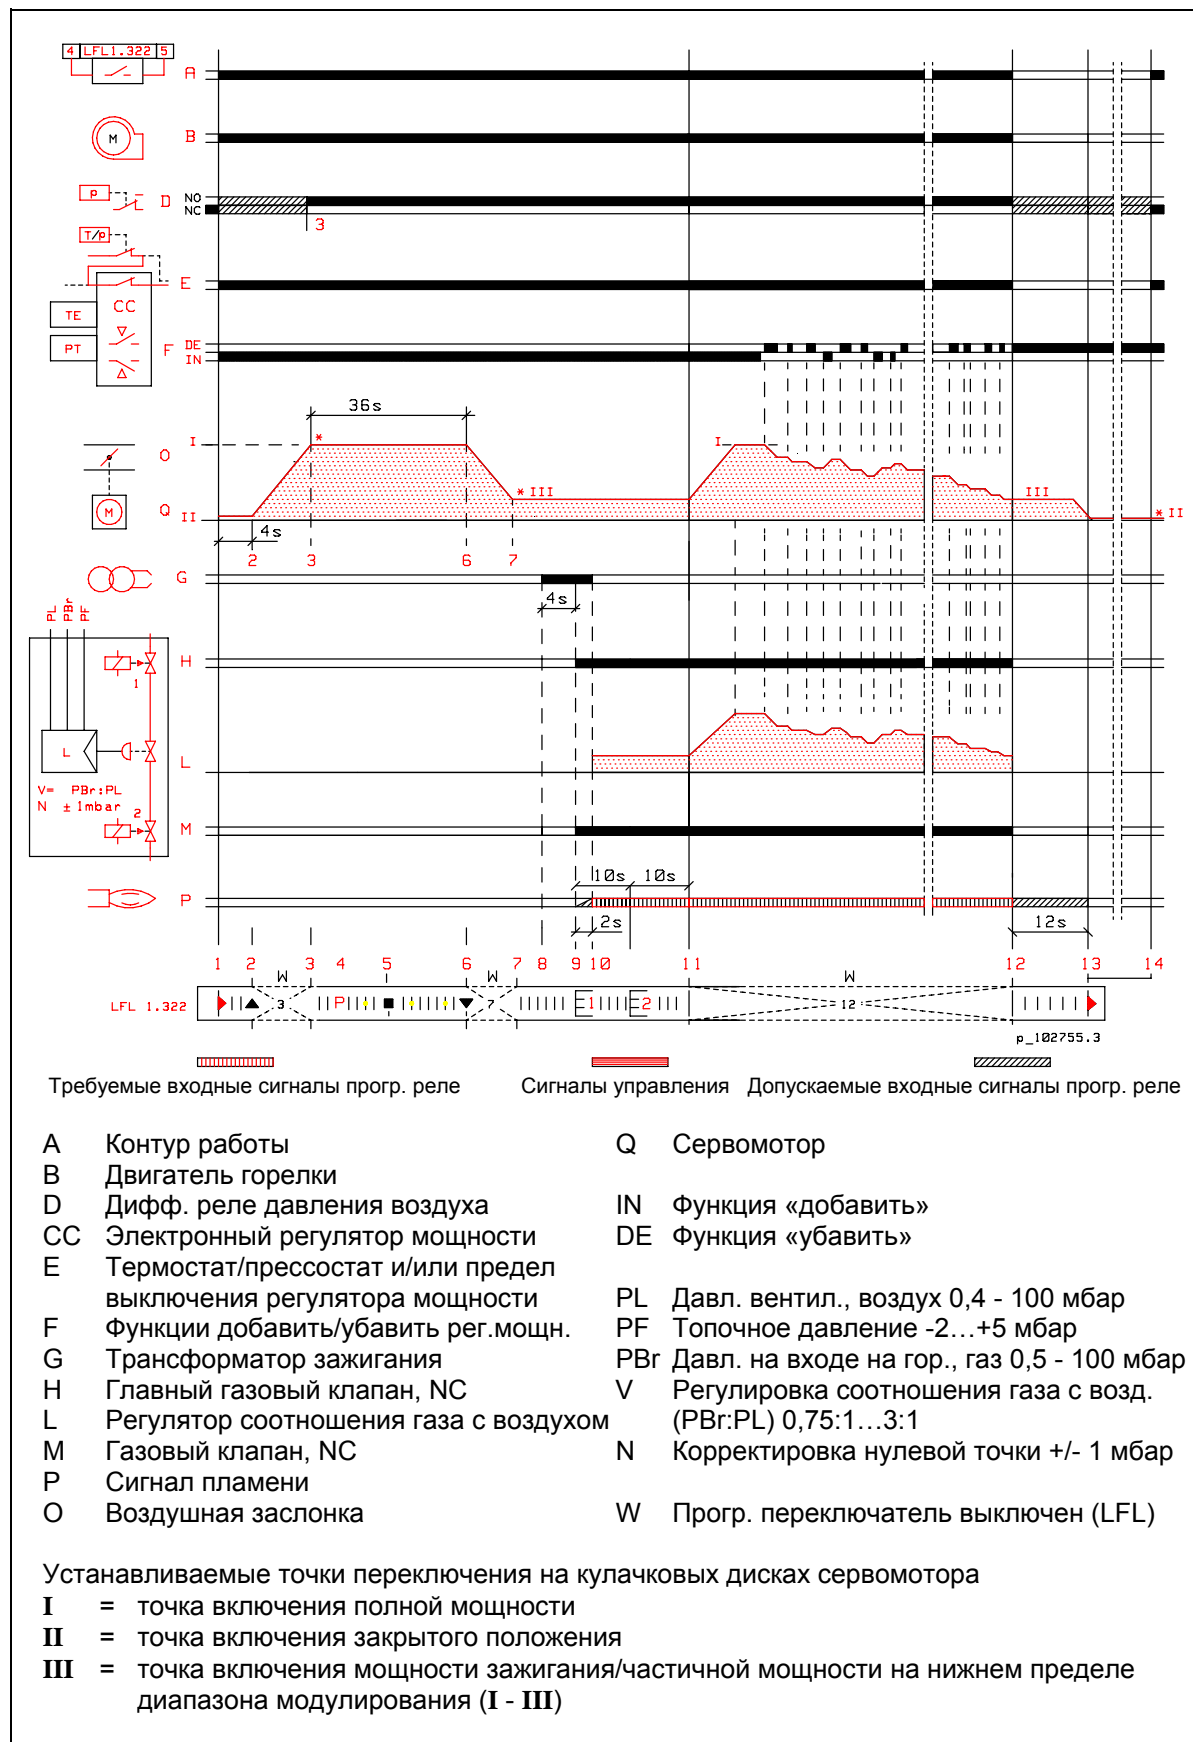 4 LFL1.322 5
A
M
B
p
D NO
NC
3
T/p
E
TE
CC
PT
F DE
IN
36s
I
*
I
O
* III
III
M
Q II
* II
4s
2 3 6 7
G
4s
PL PBr PF
1
H
L
L
V= PBr:PL
N ± 1mbar
2
M
10s 10s
P
2s
12s
1 2 W 3 4 5 6 W 7 8 9 10 11 W 12 13 14
LFL 1.322
3 P 7 1 2 12
p_102755.3
Требуемые входные сигналы прогр. реле
Сигналы управления
Допускаемые входные сигналы прогр. реле
A Контур работы
B Двигатель горелки
D Дифф. реле давления воздуха
CC Электронный регулятор мощности
E Термостат/прессостат и/или предел
выключения регулятора мощности
F Функции добавить/убавить рег.мощн.
G Трансформатор зажигания
H Главный газовый клапан, NC
L Регулятор соотношения газа с воздухом
M Газовый клапан, NC
P Сигнал пламени
O Воздушная заслонка
Q Сервомотор
IN Функция «добавить»
DE Функция «убавить»
PL Давл. вентил., воздух 0,4 - 100 мбар
PF Топочное давление -2…+5 мбар
PBr Давл. на входе на гор., газ 0,5 - 100 мбар
V Регулировка соотношения газа с возд.
(PBr:PL) 0,75:1…3:1
N Корректировка нулевой точки +/- 1 мбар
W Прогр. переключатель выключен (LFL)
Устанавливаемые точки переключения на кулачковых дисках сервомотора
I = точка включения полной мощности
II = точка включения закрытого положения
III = точка включения мощности зажигания/частичной мощности на нижнем пределе
диапазона модулирования (I - III)